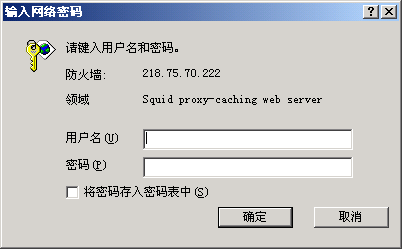 输入网络密码
请键入用户名和密码。
防火墙: 218.75.70.222
领域 Squid proxy-caching web server
用户名(U)
密码(P)
将密码存入密码表中(S)
确定 取消